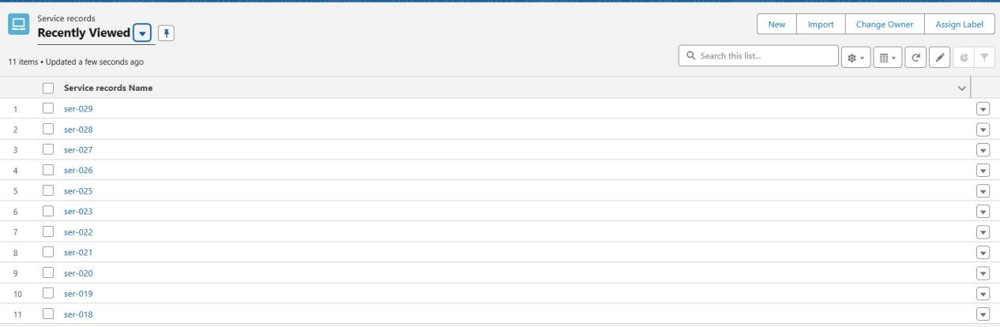 Service records
Recently Viewed
New Import Change Owner Assign Label
11 items • Updated a few seconds ago
Search this list...
Service records Name
1 ser-029
2 ser-028
3 ser-027
4 ser-026
5 ser-025
6 ser-023
7 ser-022
8 ser-021
9 ser-020
10 ser-019
11 ser-018